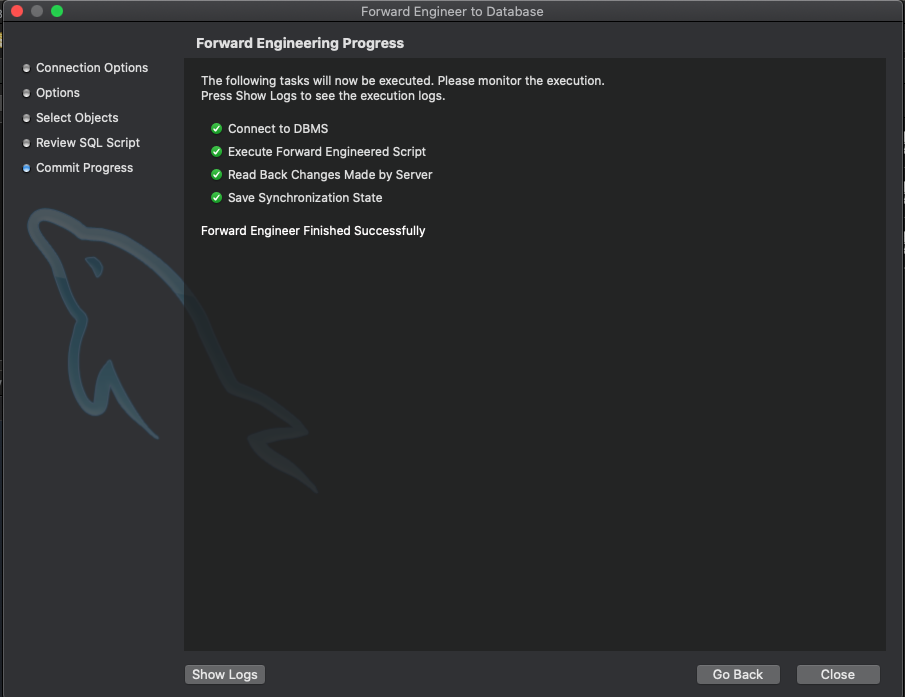 Forward Engineer to Database
Forward Engineering Progress
Connection Options
Options
Select Objects
Review SQL Script
Commit Progress
The following tasks will now be executed. Please monitor the execution.
Press Show Logs to see the execution logs.
Connect to DBMS
Execute Forward Engineered Script
Read Back Changes Made by Server
Save Synchronization State
Forward Engineer Finished Successfully
Show Logs
Go Back
Close